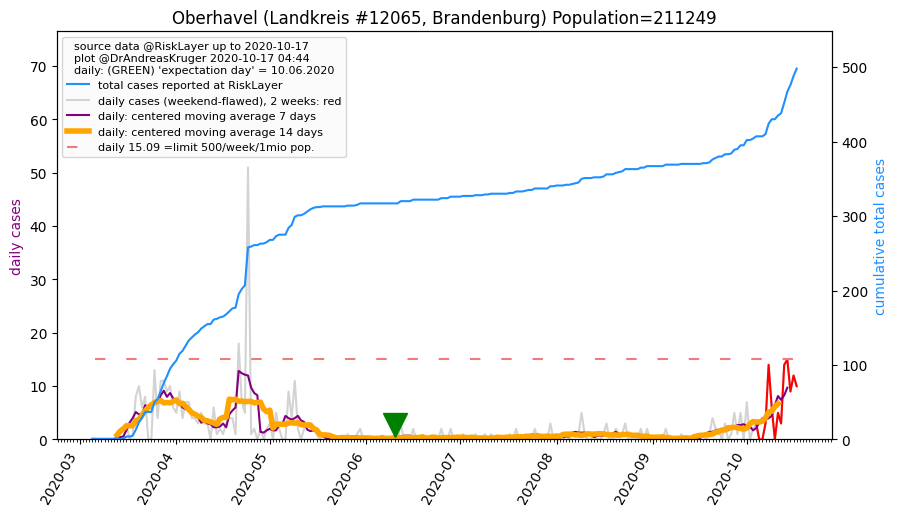 Oberhavel (Landkreis #12065, Brandenburg) Population=211249
source data @RiskLayer up to 2020-10-17
plot @DrAndreasKruger 2020-10-17 04:44
daily: (GREEN) 'expectation day' = 10.06.2020
total cases reported at RiskLayer
daily cases (weekend-flawed), 2 weeks: red
daily: centered moving average 7 days
daily: centered moving average 14 days
daily 15.09 =limit 500/week/1mio pop.
daily cases
70
60
50
40
30
20
10
0
cumulative total cases
500
400
300
200
100
0
2020-03
2020-04
2020-05
2020-06
2020-07
2020-08
2020-09
2020-10